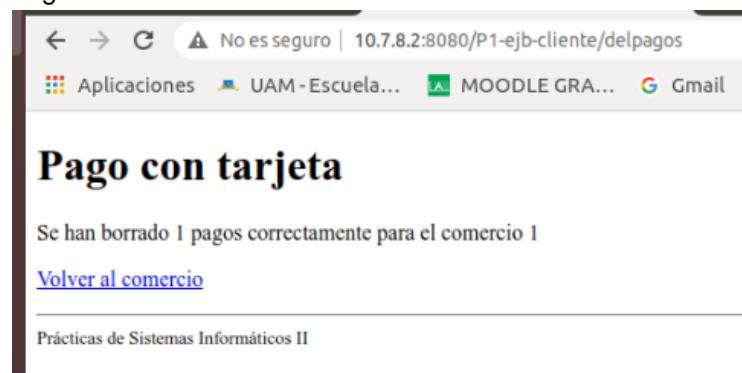 No es seguro | 10.7.8.2:8080/P1-ejb-cliente/delpagos
Aplicaciones UAM - Escuela... MOODLE GRA... G Gmail
Pago con tarjeta
Se han borrado 1 pagos correctamente para el comercio 1
Volver al comercio
Prácticas de Sistemas Informáticos II